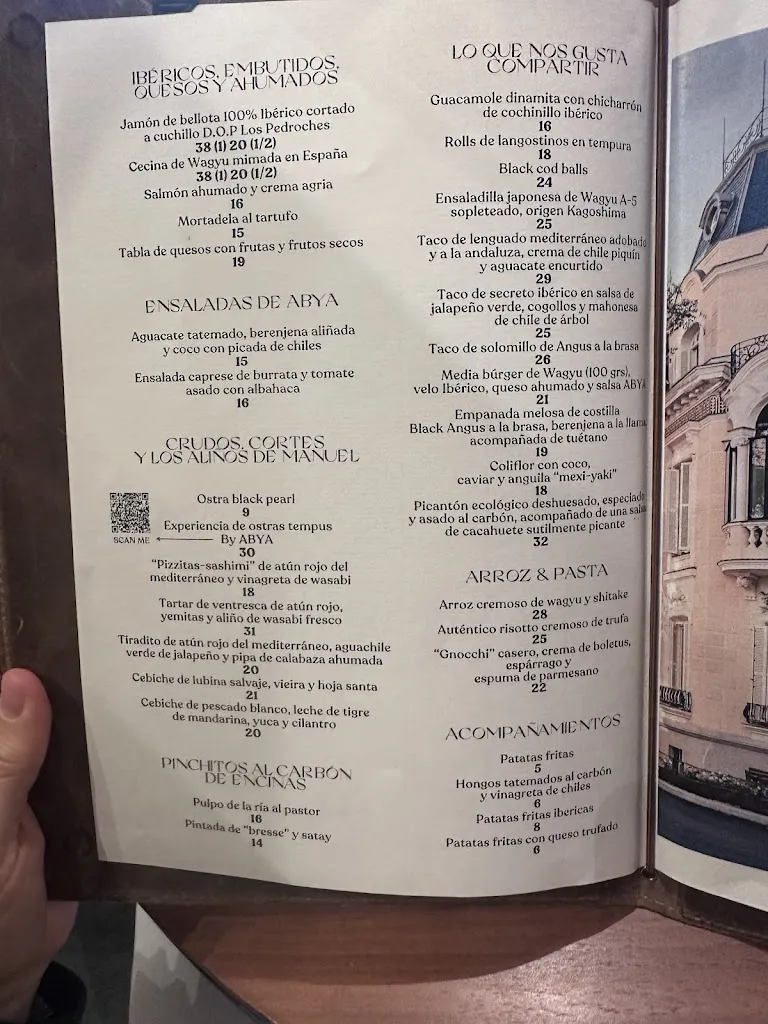 IBÉRICOS, EMBUTIDOS,
QUESOS Y AHUMADOS
Jamón de bellota 100% Ibérico cortado
a cuchillo D.O.P Los Pedroches
38 (1) 20 (1/2)
Cecina de Wagyu mimada en España
38 (1) 20 (1/2)
Salmón ahumado y crema agria
16
Mortadela al tartufo
15
Tabla de quesos con frutas y frutos secos
19
ENSALADAS DE ABYA
Aguacate tatemado, berenjena aliñada
y coco con picada de chiles
15
Ensalada caprese de burrata y tomate
asado con albahaca
16
CRUDOS, CORTES
Y LOS ALIÑOS DE MANUEL
Ostra black pearl
9
Experiencia de ostras tempus
SCAN ME By ABYA
30
"Pizzitas-sashimi" de atún rojo del
mediterráneo y vinagreta de wasabi
18
Tartar de ventresca de atún rojo,
yemitas y aliño de wasabi fresco
31
Tiradito de atún rojo del mediterráneo, aguachile
verde de jalapeño y pipa de calabaza ahumada
20
Cebiche de lubina salvaje, vieira y hoja santa
21
Cebiche de pescado blanco, leche de tigre
de mandarina, yuca y cilantro
20
PINCHITOS AL CARBÓN
DE ENCINAS
Pulpo de la ría al pastor
16
Pintada de "bresse" y satay
14
LO QUE NOS GUSTA
COMPARTIR
Guacamole dinamita con chicharrón
de cochinillo ibérico
16
Rolls de langostinos en tempura
18
Black cod balls
24
Ensaladilla japonesa de Wagyu A-5
sopleteado, origen Kagoshima
25
Taco de lenguado mediterráneo adobado
y a la andaluza, crema de chile piquín
y aguacate encurtido
29
Taco de secreto ibérico en salsa de
jalapeño verde, cogollos y mahonesa
de chile de árbol
25
Taco de solomillo de Angus a la brasa
26
Media búrger de Wagyu (100 grs),
velo Ibérico, queso ahumado y salsa ABYA
21
Empanada melosa de costilla
Black Angus a la brasa, berenjena a la llama
acompañada de tuétano
19
Coliflor con coco,
caviar y anguila "mexi-yaki"
18
Picantón ecológico deshuesado, especiado
y asado al carbón, acompañado de una salsa
de cacahuete sutilmente picante
32
ARROZ & PASTA
Arroz cremoso de wagyu y shitake
28
Auténtico risotto cremoso de trufa
25
"Gnocchi" casero, crema de boletus,
espárrago y
espuma de parmesano
22
ACOMPAÑAMIENTOS
Patatas fritas
5
Hongos tatemados al carbón
y vinagreta de chiles
6
Patatas fritas ibericas
8
Patatas fritas con queso trufado
6